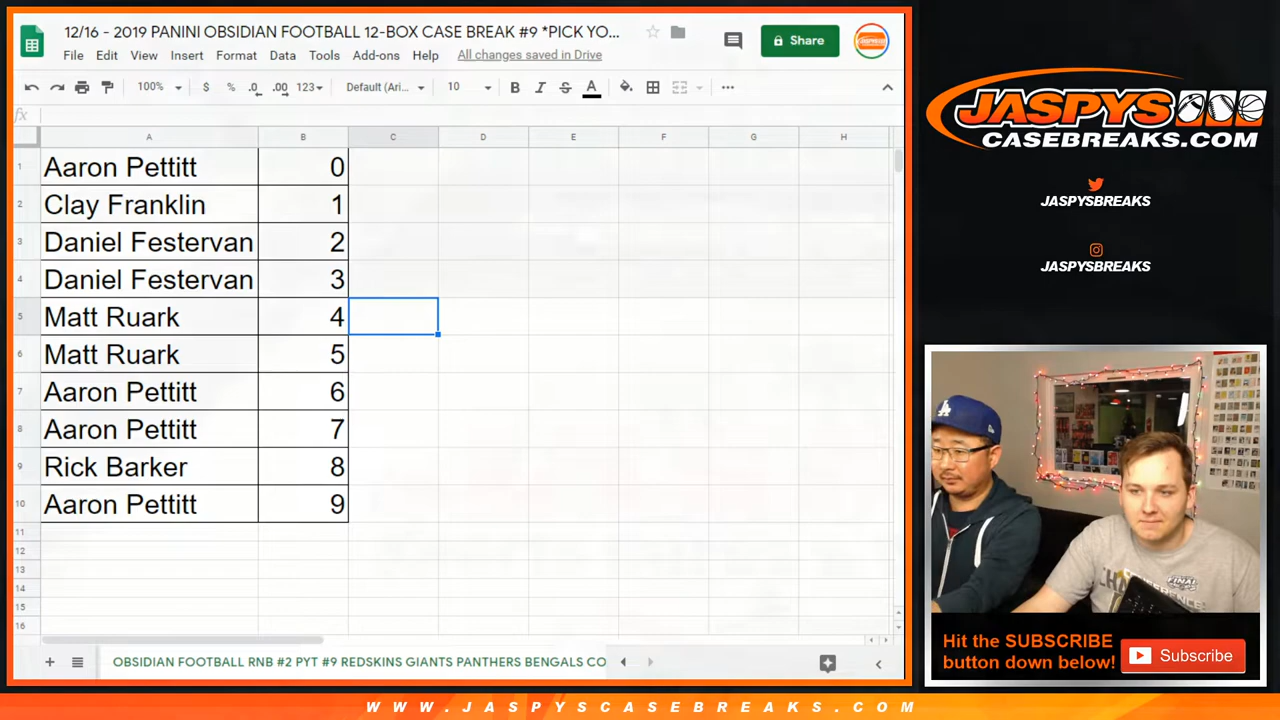 12/16 - 2019 PANINI OBSIDIAN FOOTBALL 12-BOX CASE BREAK #9 *PICK YO...
Share
File Edit View Insert Format Data Tools Add-ons Help All changes saved in Drive
100% $ % .0 .00 123 Default (Ari... 10 B I S A
fx
A B C D E F G H
1 Aaron Pettitt 0
2 Clay Franklin 1
3 Daniel Festervan 2
4 Daniel Festervan 3
5 Matt Ruark 4
6 Matt Ruark 5
7 Aaron Pettitt 6
8 Aaron Pettitt 7
9 Rick Barker 8
10 Aaron Pettitt 9
11
12
13
14
15
16
OBSIDIAN FOOTBALL RNB #2 PYT #9 REDSKINS GIANTS PANTHERS BENGALS CO
JASPYS
CASEBREAKS.COM
JASPYSBREAKS
JASPYSBREAKS
Hit the SUBSCRIBE
button down below!
Subscribe
WWW.JASPYSCASEBREAKS.COM